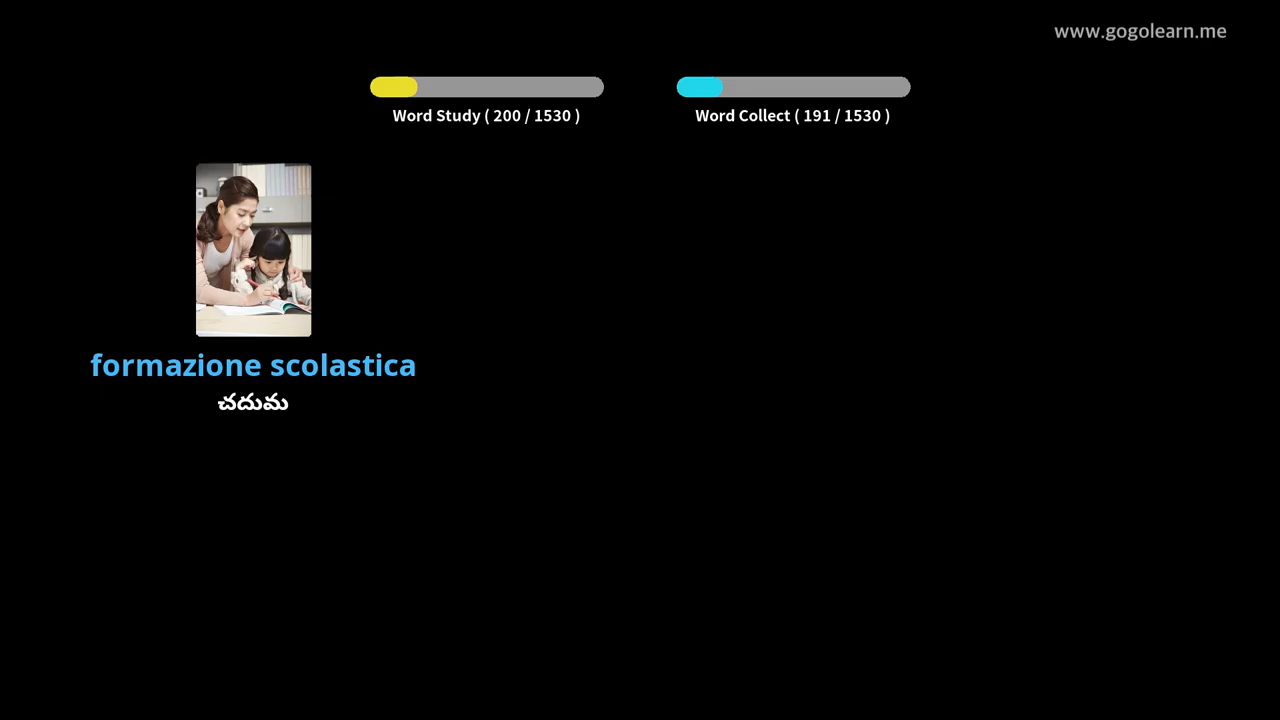 www.gogolearn.me
Word Study ( 200 / 1530 )
Word Collect ( 191 / 1530 )
formazione scolastica
చదువు